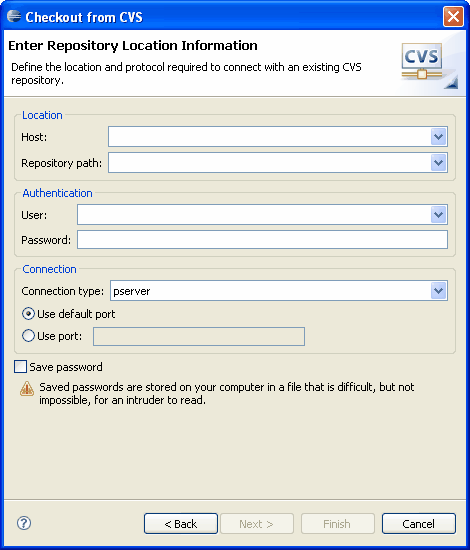 Checkout from CVS
Enter Repository Location Information
Define the location and protocol required to connect with an existing CVS
repository.
CVS
Location
Host:
Repository path:
Authentication
User:
Password:
Connection
Connection type: pserver
Use default port
Use port:
Save password
Saved passwords are stored on your computer in a file that is difficult, but not
impossible, for an intruder to read.
? < Back Next > Finish Cancel